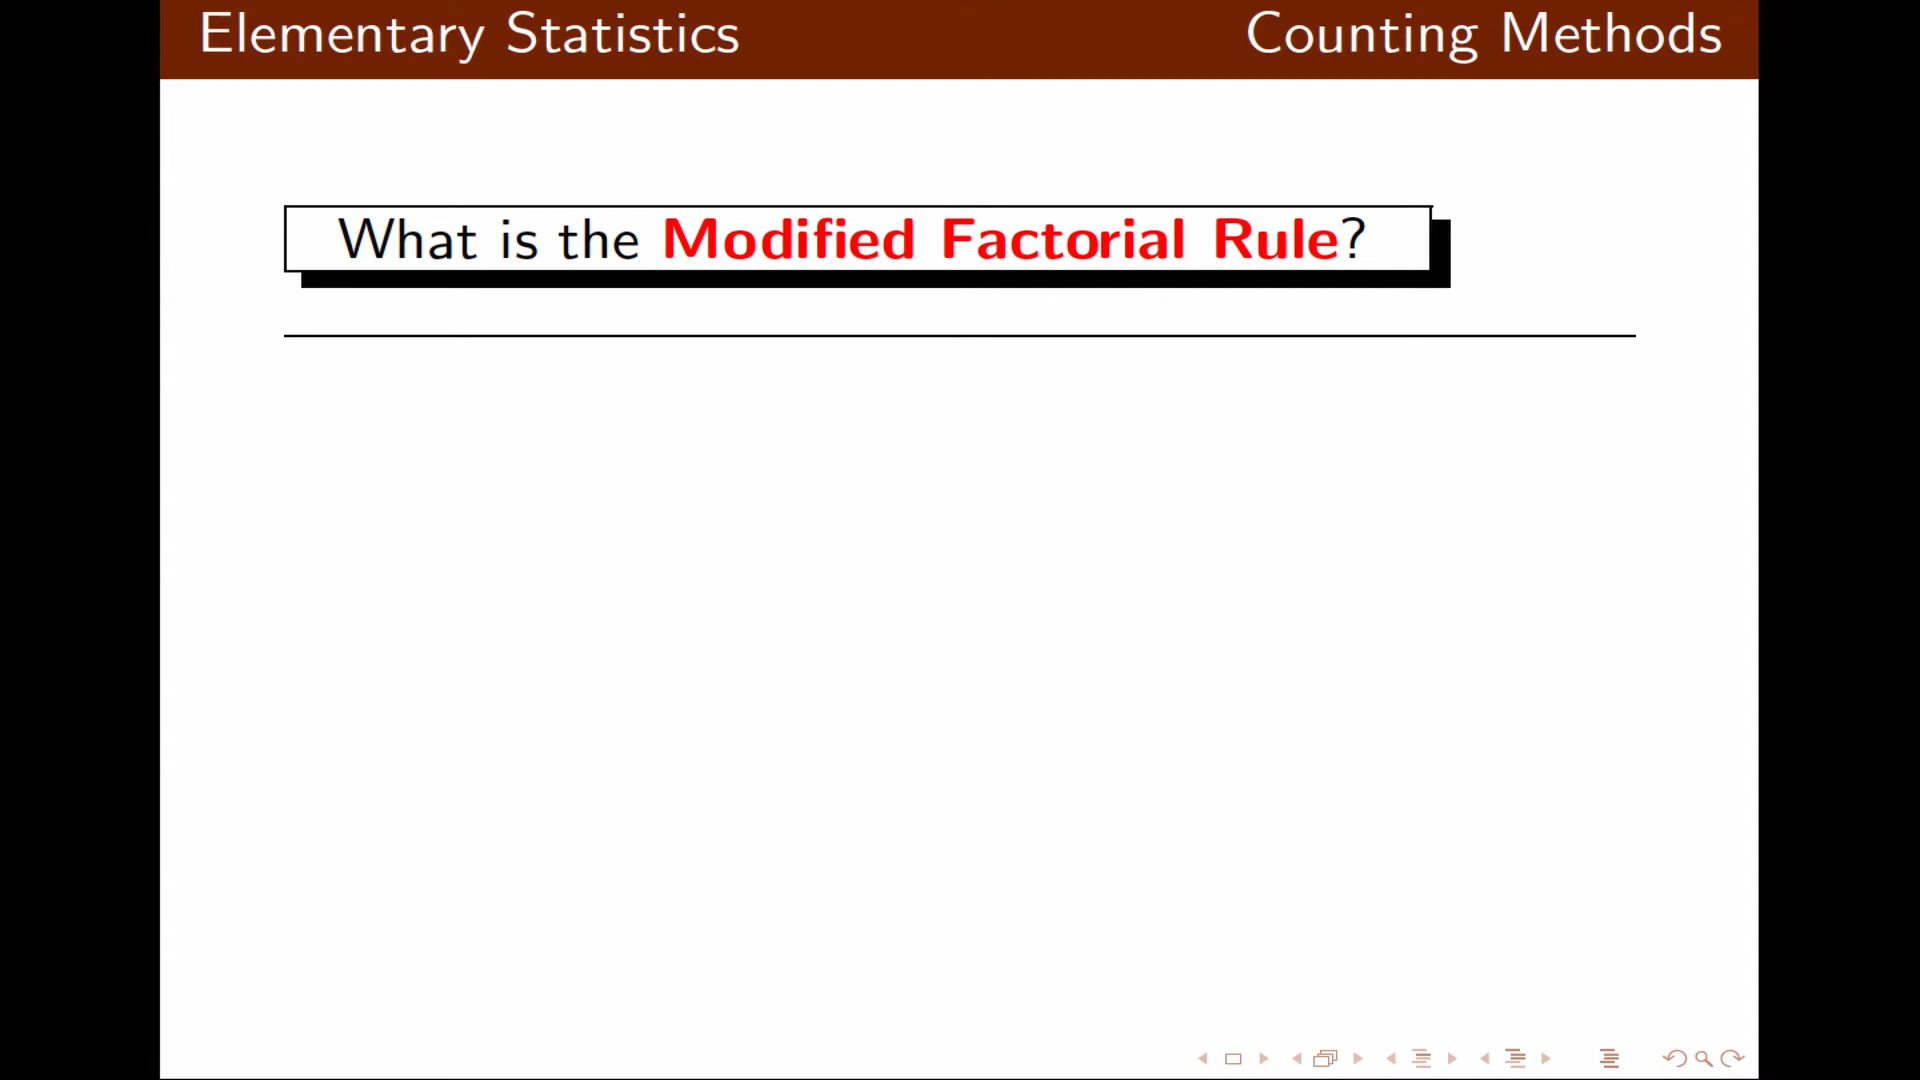 Elementary Statistics Counting Methods
What is the Modified Factorial Rule?